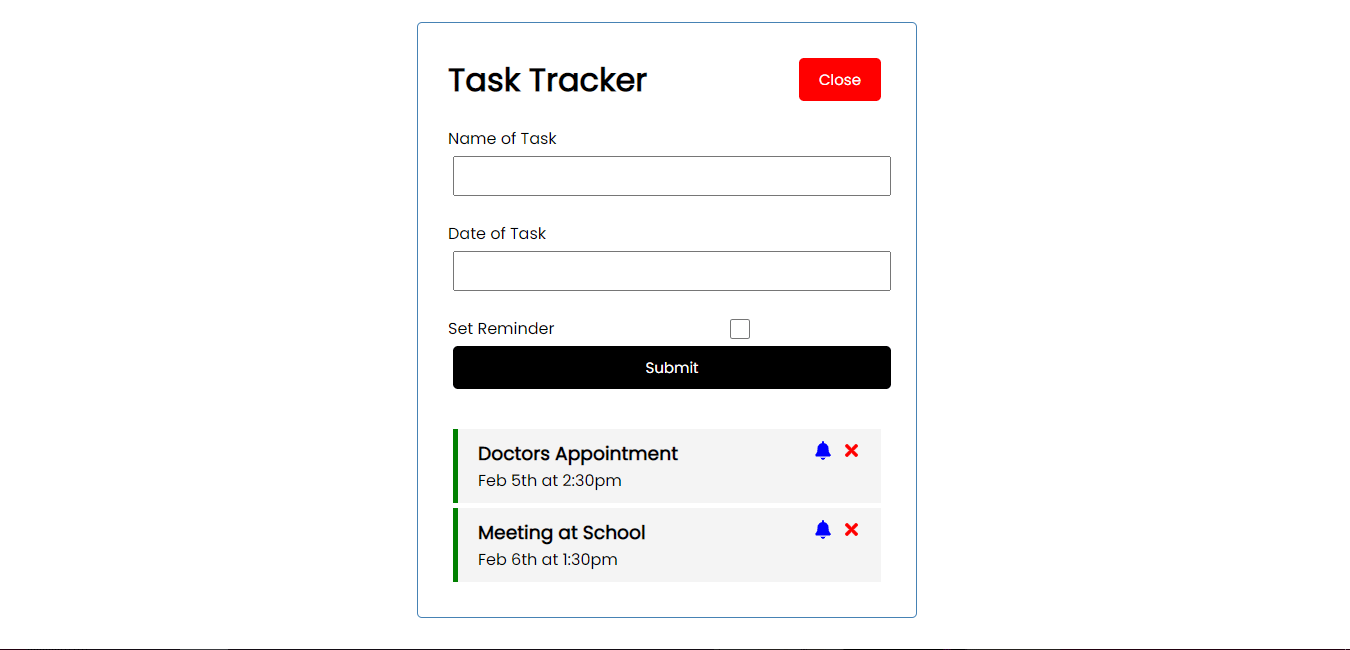 Task Tracker
Close
Name of Task
Date of Task
Set Reminder
Submit
Doctors Appointment
Feb 5th at 2:30pm
Meeting at School
Feb 6th at 1:30pm